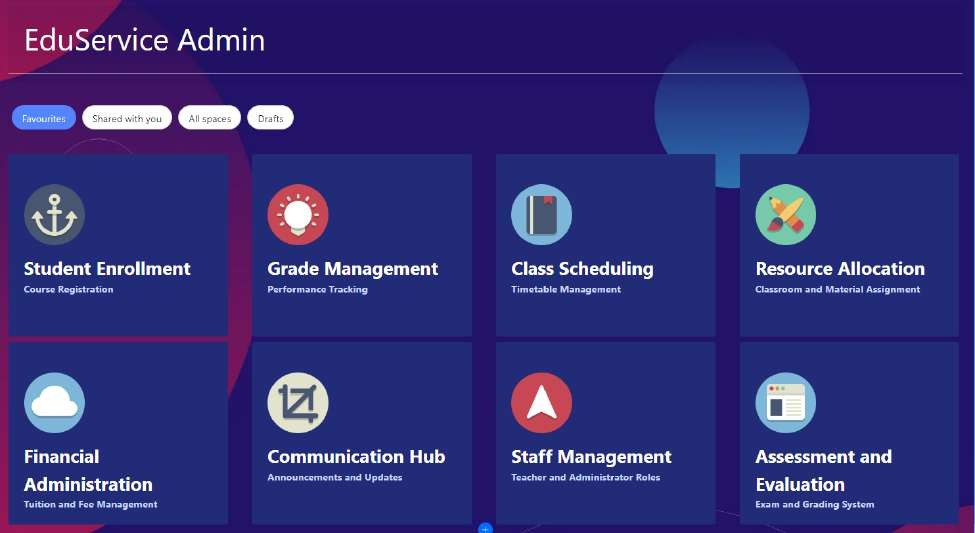 EduService Admin
Favourites
Shared with you
All spaces
Drafts
Student Enrollment
Course Registration
Grade Management
Performance Tracking
Class Scheduling
Timetable Management
Resource Allocation
Classroom and Material Assignment
Financial
Administration
Tuition and Fee Management
Communication Hub
Announcements and Updates
Staff Management
Teacher and Administrator Roles
Assessment and
Evaluation
Exam and Grading System